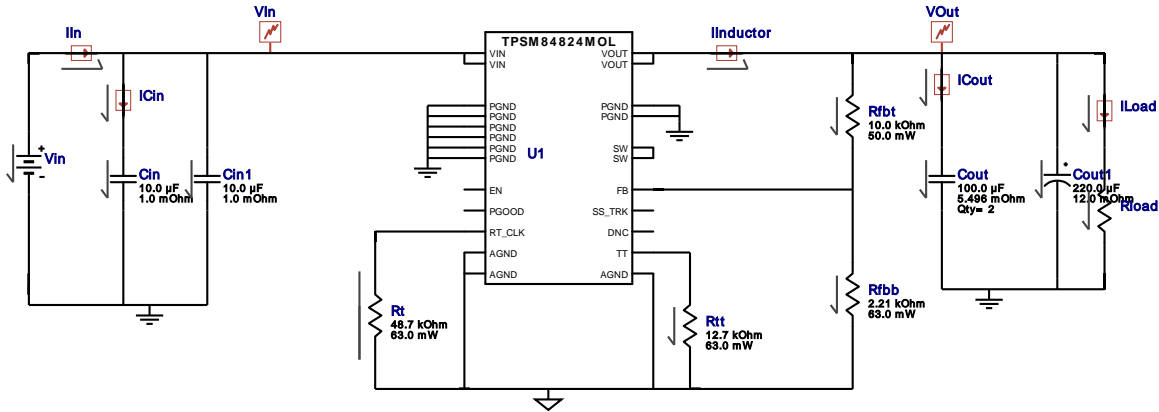 VIn
IIn
ICin
Vin
+
-
Cin
10.0 µF
1.0 mOhm
Cin1
10.0 µF
1.0 mOhm
TPSM84824MOL
VIN
VIN
PGND
PGND
PGND
PGND
PGND
PGND
EN
PGOOD
RT_CLK
AGND
AGND
U1
VOUT
VOUT
PGND
PGND
SW
SW
FB
SS_TRK
DNC
TT
AGND
Rt
48.7 kOhm
63.0 mW
Rtt
12.7 kOhm
63.0 mW
IInductor
Rfbt
10.0 kOhm
50.0 mW
Rfbb
2.21 kOhm
63.0 mW
VOut
ICout
Cout
100.0 µF
5.496 mOhm
Qty= 2
Cout1
220.0 µF
12.0 mOhm
ILoad
Rload